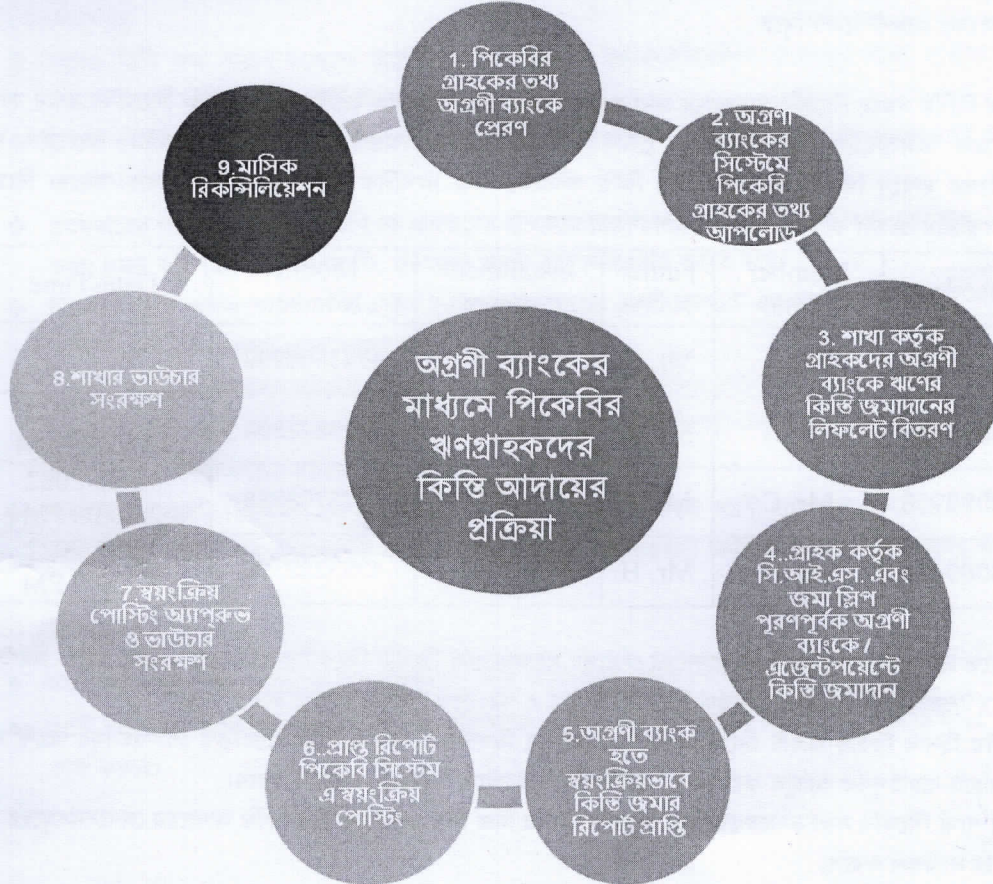 1. পিকেবির
গ্রাহকের তথ্য
অগ্রণী ব্যাংকে
প্রেরণ
2. অগ্রণী
ব্যাংকের
সিস্টেমে
পিকেবি
গ্রাহকের তথ্য
আপলোড
3. শাখা কর্তৃক
গ্রাহকদের অগ্রণী
ব্যাংকে ঋণের
কিস্তি জমাদানের
লিফলেট বিতরণ
4..গ্রাহক কর্তৃক
সি.আই.এস. এবং
জমা স্লিপ
পূরণপূর্বক অগ্রণী
ব্যাংকে /
এজেন্টপয়েন্টে
কিস্তি জমাদান
5.অগ্রণী ব্যাংক
হতে
স্বয়ংক্রিয়ভাবে
কিস্তি জমার
রিপোর্ট প্রাপ্তি
6..প্রাপ্ত রিপোর্ট
পিকেবি সিস্টেম
এ স্বয়ংক্রিয়
পোস্টিং
7.স্বয়ংক্রিয়
পোস্টিং অ্যাপ্রুভ
ও ভাউচার
সংরক্ষণ
8.শাখার ভাউচার
সংরক্ষণ
9.মাসিক
রিকন্সিলিয়েশন
অগ্রণী ব্যাংকের
মাধ্যমে পিকেবির
ঋণগ্রাহকদের
কিস্তি আদায়ের
প্রক্রিয়া